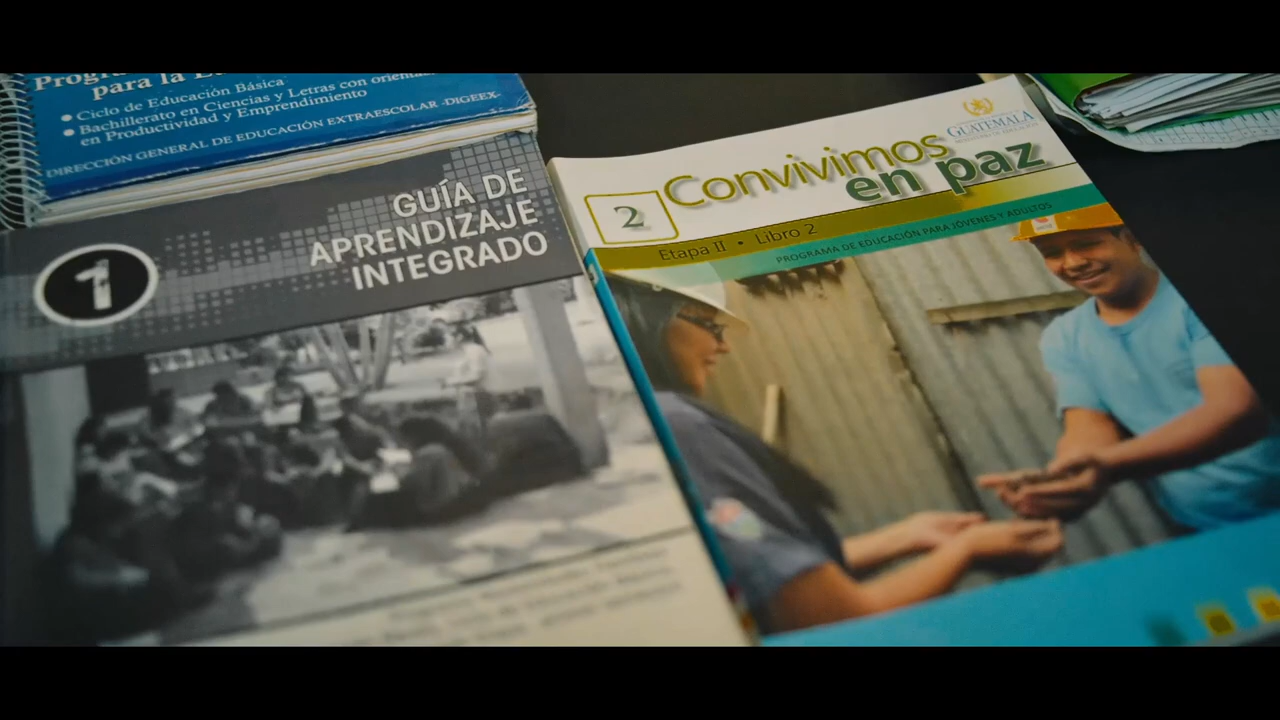 para la
• Ciclo de Educación Básica
• Bachillerato en Ciencias y Letras con
en Productividad y Emprendimiento
DIRECCIÓN GENERAL DE EDUCACIÓN EXTRAESCOLAR -DIGEEX-
1
GUÍA DE
APRENDIZAJE
INTEGRADO
GUATEMALA
2
Convivimos
en paz
Etapa II • Libro 2
PROGRAMA DE EDUCACIÓN PARA JÓVENES Y ADULTOS